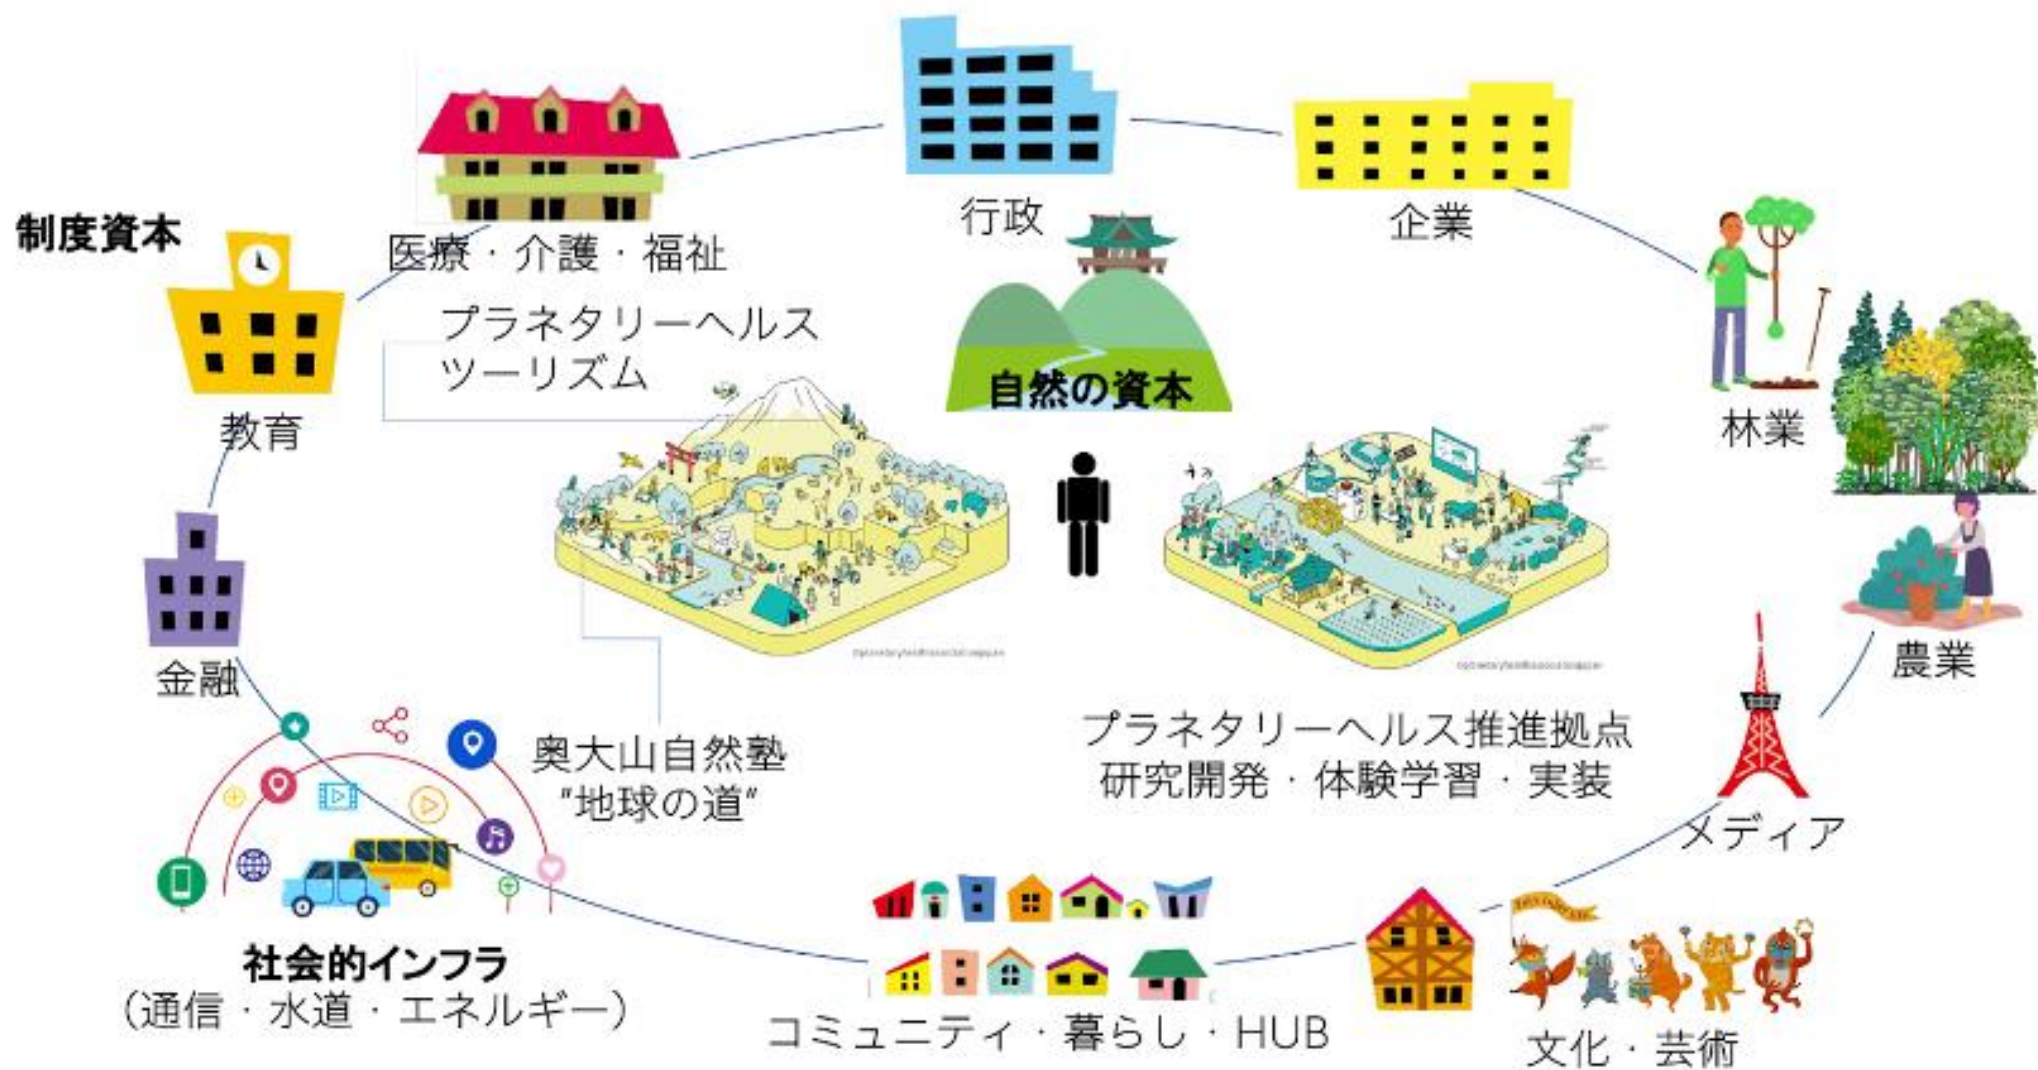 行政
企業
制度資本
医療・介護・福祉
プラネタリーヘルス
ツーリズム
自然の資本
教育
林業
農業
金融
奥大山自然塾
"地球の道"
プラネタリーヘルス推進拠点
研究開発・体験学習・実装
メディア
社会的インフラ
(通信・水道・エネルギー)
コミュニティ・暮らし・HUB
文化・芸術